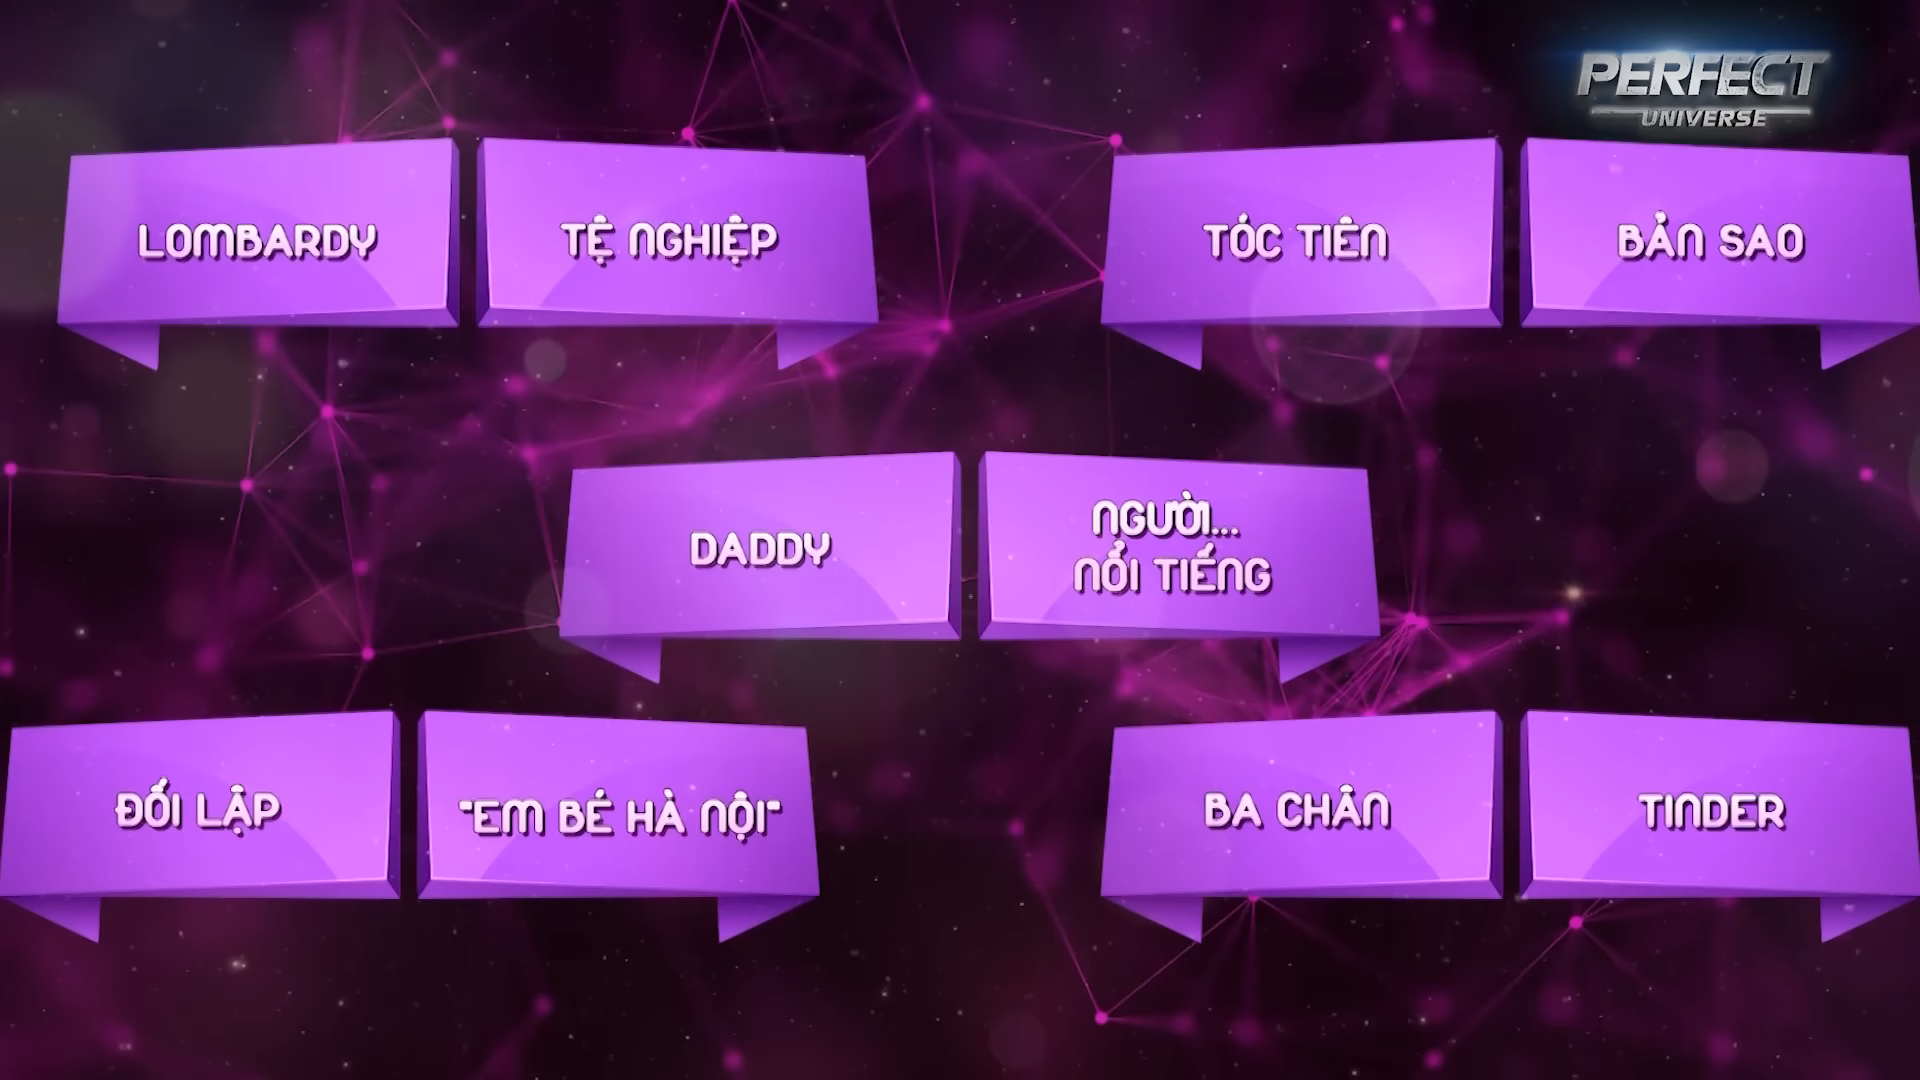 PERFECT
UNIVERSE
LOMBARDY
TỆ NGHIỆP
TÓC TIÊN
BẢN SAO
DADDY
NGƯỜI...
NỔI TIẾNG
ĐỐI LẬP
"EM BÉ HÀ NỘI"
BA CHÂN
TINDER